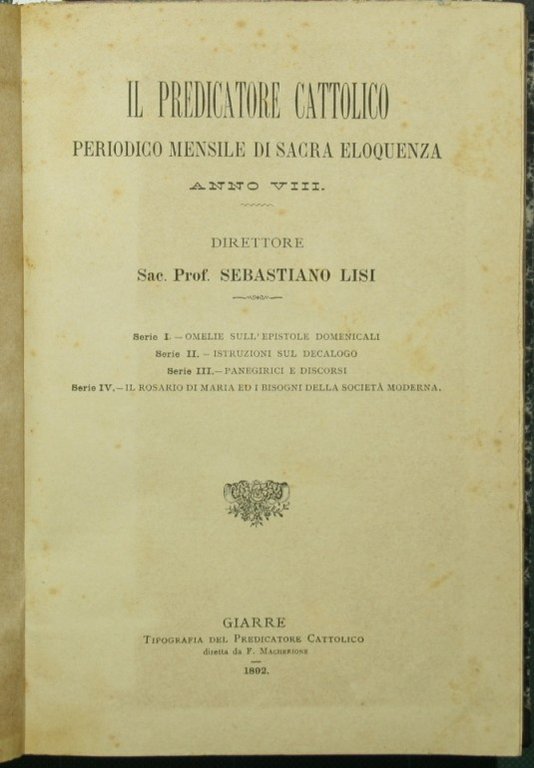 IL PREDICATORE CATTOLICO
PERIODICO MENSILE DI SACRA ELOQUENZA
ANNO VIII.
DIRETTORE
Sac. Prof. SEBASTIANO LISI
Serie I. — OMELIE SULL'EPISTOLE DOMENICALI
Serie II. — ISTRUZIONI SUL DECALOGO
Serie III. — PANEGIRICI E DISCORSI
Serie IV. — IL ROSARIO DI MARIA ED I BISOGNI DELLA SOCIETÀ MODERNA.
GIARRE
TIPOGRAFIA DEL PREDICATORE CATTOLICO
diretta da F. MACHERIONE
1892.